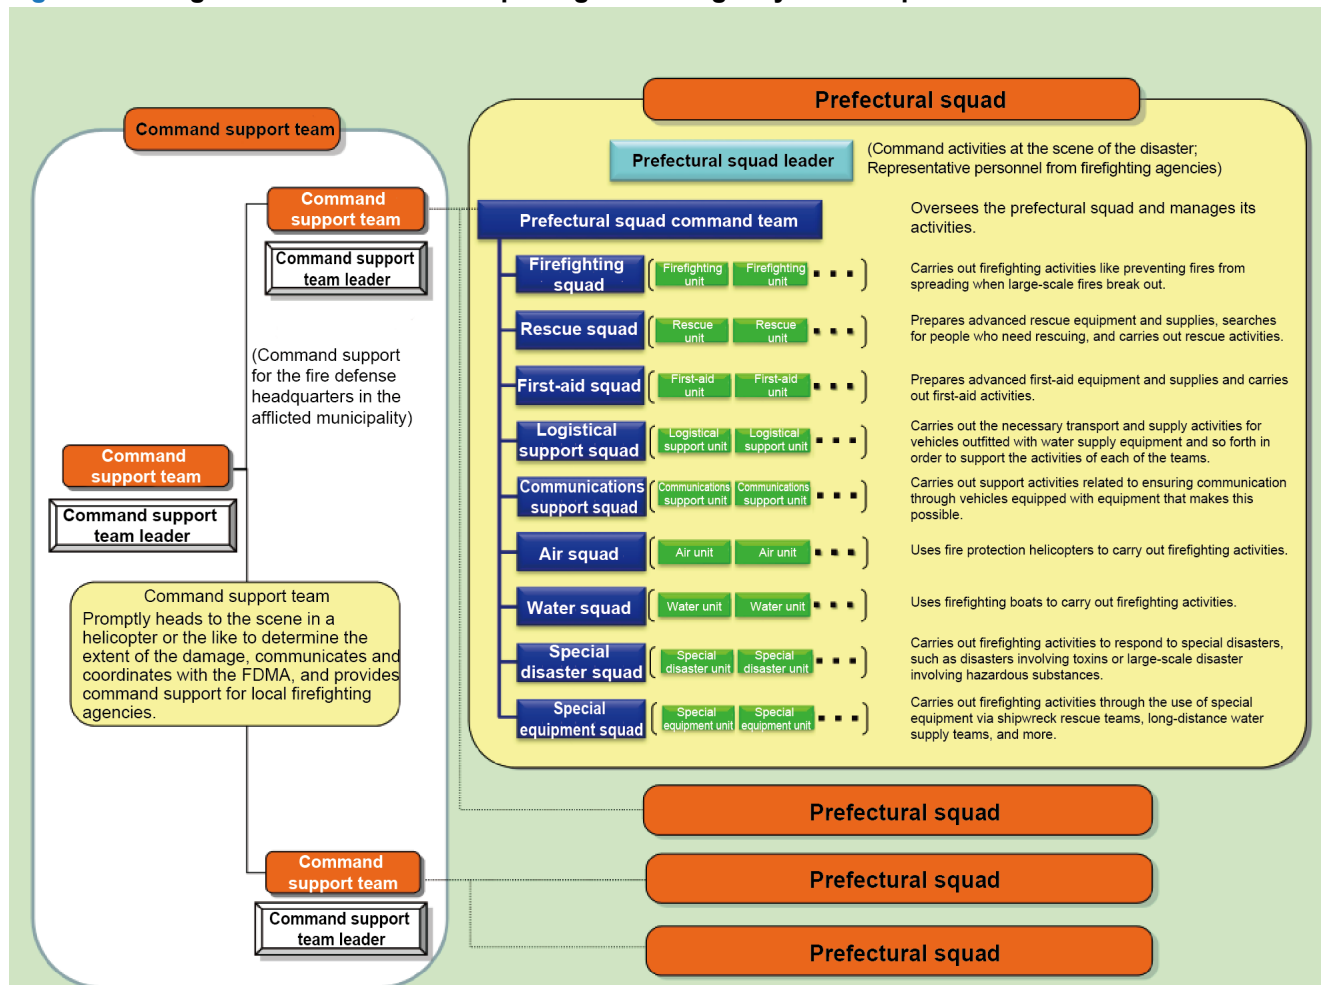 Command support team
Command
support team
Command support
team leader
(Command support
for the fire defense
headquarters in the
afflicted municipality)
Command
support team
Command support
team leader
Command support team
Promptly heads to the scene in a
helicopter or the like to determine the
extent of the damage, communicates and
coordinates with the FDMA, and provides
command support for local firefighting
agencies.
Command
support team
Command support
team leader
Prefectural squad
Prefectural squad leader
(Command activities at the scene of the disaster;
Representative personnel from firefighting agencies)
Prefectural squad command team
Oversees the prefectural squad and manages its
activities.
Firefighting
squad
Firefighting
unit
Firefighting
unit
Carries out firefighting activities like preventing fires from
spreading when large-scale fires break out.
Rescue squad
Rescue
unit
Rescue
unit
Prepares advanced rescue equipment and supplies, searches
for people who need rescuing, and carries out rescue activities.
First-aid squad
First-aid
unit
First-aid
unit
Prepares advanced first-aid equipment and supplies and carries
out first-aid activities.
Logistical
support squad
Logistical
support unit
Logistical
support unit
Carries out the necessary transport and supply activities for
vehicles outfitted with water supply equipment and so forth in
order to support the activities of each of the teams.
Communications
support squad
Communications
support unit
Communications
support unit
Carries out support activities related to ensuring communication
through vehicles equipped with equipment that makes this
possible.
Air squad
Air unit
Air unit
Uses fire protection helicopters to carry out firefighting activities.
Water squad
Water unit
Water unit
Uses firefighting boats to carry out firefighting activities.
Special
disaster squad
Special
disaster unit
Special
disaster unit
Carries out firefighting activities to respond to special disasters,
such as disasters involving toxins or large-scale disaster
involving hazardous substances.
Special
equipment squad
Special
equipment unit
Special
equipment unit
Carries out firefighting activities through the use of special
equipment via shipwreck rescue teams, long-distance water
supply teams, and more.
Prefectural squad
Prefectural squad
Prefectural squad